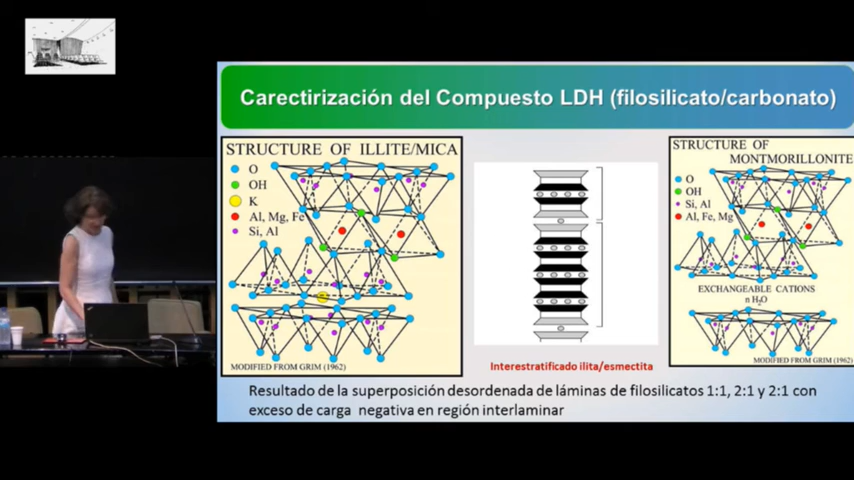 Carectirización del Compuesto LDH (filosilicato/carbonato)
STRUCTURE OF ILLITE/MICA
O
OH
K
Al, Mg, Fe
Si, Al
MODIFIED FROM GRIM (1962)
Interestratificado ilita/esmectita
STRUCTURE OF
MONTMORILLONITE
O
OH
Si, Al
Al, Fe, Mg
EXCHANGEABLE CATIONS
n H2O
MODIFIED FROM GRIM (1962)
Resultado de la superposición desordenada de láminas de filosilicatos 1:1, 2:1 y 2:1 con
exceso de carga negativa en región interlaminar